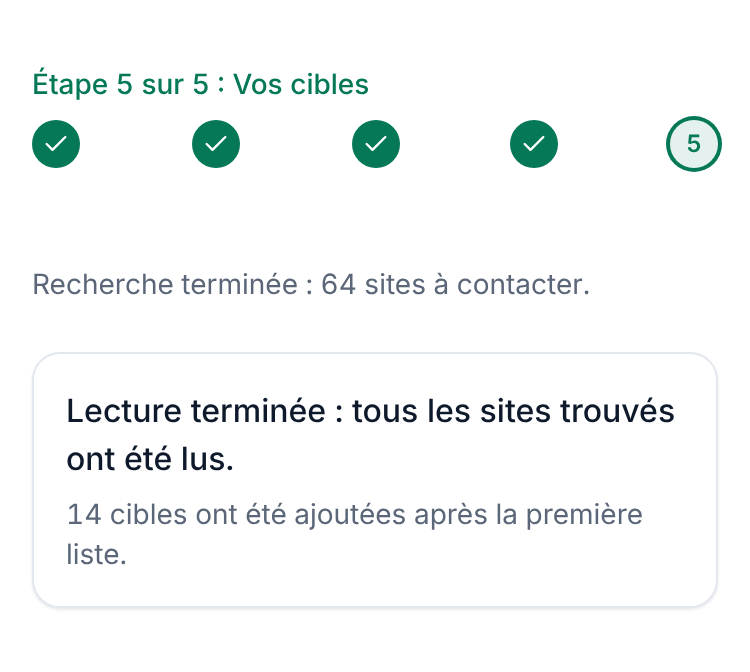 Étape 5 sur 5 : Vos cibles
5
Recherche terminée : 64 sites à contacter.
Lecture terminée : tous les sites trouvés
ont été lus.
14 cibles ont été ajoutées après la première
liste.